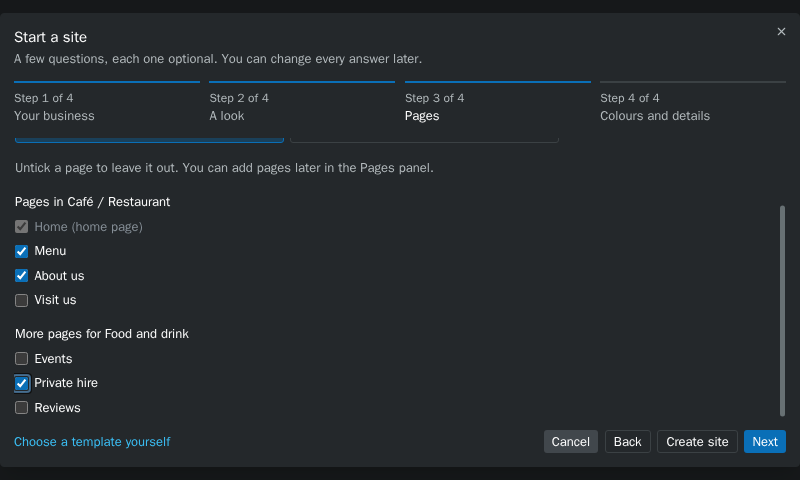 Start a site
A few questions, each one optional. You can change every answer later.
Step 1 of 4
Your business
Step 2 of 4
A look
Step 3 of 4
Pages
Step 4 of 4
Colours and details
Untick a page to leave it out. You can add pages later in the Pages panel.
Pages in Café / Restaurant
Home (home page)
Menu
About us
Visit us
More pages for Food and drink
Events
Private hire
Reviews
Choose a template yourself
Cancel
Back
Create site
Next